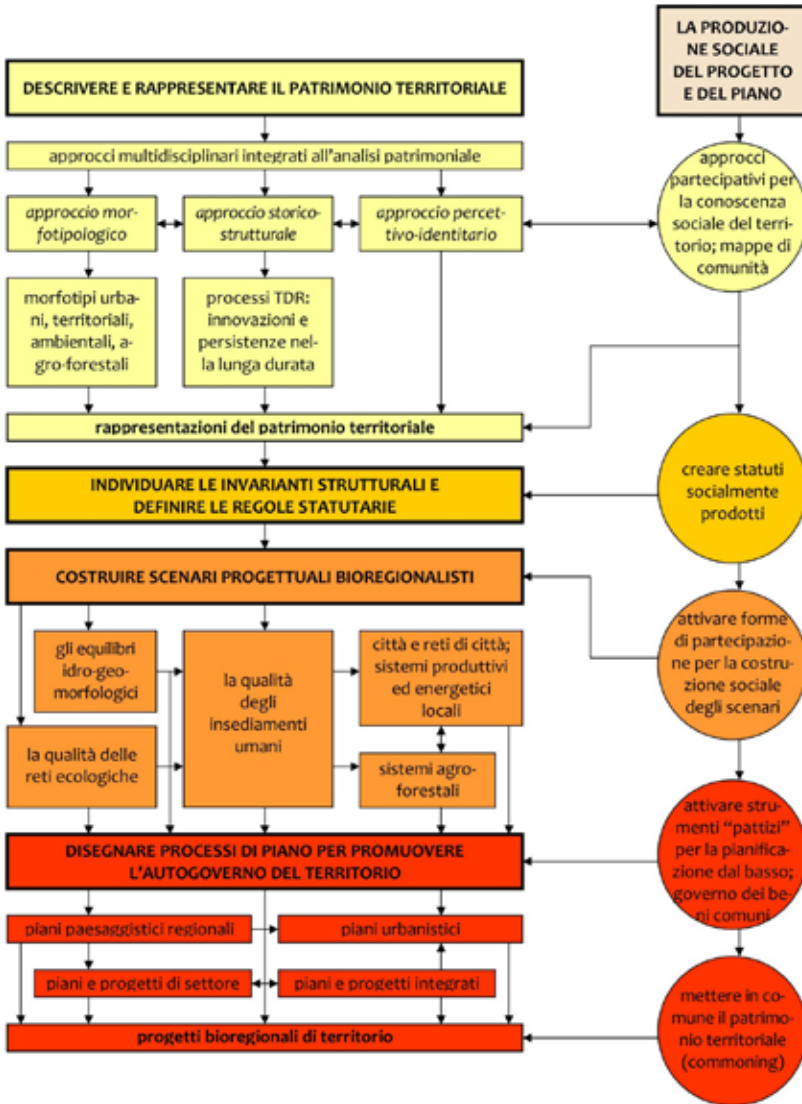 DESCRIVERE E RAPPRESENTARE IL PATRIMONIO TERRITORIALE
approcci multidisciplinari integrati all'analisi patrimoniale
approccio mor-
fotipologico
approccio storico-
strutturale
approccio percet-
tivo-identitario
morfotipi urba-
ni, territoriali,
ambientali, a-
gro-forestali
processi TDR:
innovazioni e
persistenze nel-
la lunga durata
rappresentazioni del patrimonio territoriale
INDIVIDUARE LE INVARIANTI STRUTTURALI E
DEFINIRE LE REGOLE STATUTARIE
COSTRUIRE SCENARI PROGETTUALI BIOREGIONALISTI
gli equilibri
idro-geo-
morfologici
la qualità delle
reti ecologiche
la qualità
degli
insediamenti
umani
città e reti di città;
sistemi produttivi
ed energetici
locali
sistemi agro-
forestali
DISEGNARE PROCESSI DI PIANO PER PROMUOVERE
L'AUTOGOVERNO DEL TERRITORIO
piani paesaggistici regionali
piani urbanistici
piani e progetti di settore
piani e progetti integrati
progetti bioregionali di territorio
LA PRODUZIO-
NE SOCIALE
DEL PROGETTO
E DEL PIANO
approcci
partecipativi per
la conoscenza
sociale del terri-
torio; mappe di
comunità
creare statuti
socialmente
prodotti
attivare forme
di partecipazio-
ne per la costru-
zione sociale
degli scenari
attivare stru-
menti “pattizi”
per la pianifica-
zione dal basso;
governo dei be-
ni comuni
mettere in co-
mune il patrimo-
nio territoriale
(commoning)